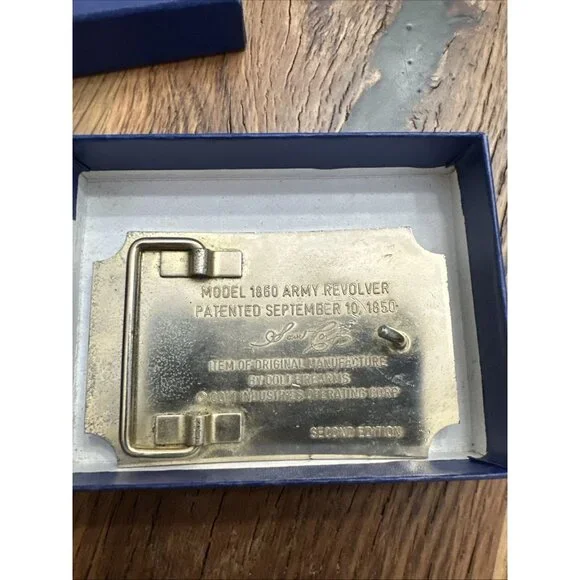 MODEL 1860 ARMY REVOLVER
PATENTED SEPTEMBER 10, 1850
ITEM OF ORIGINAL MANUFACTURE
BY COLT FIREARMS
INDUSTRIES OPERATING CORP
SECOND EDITION